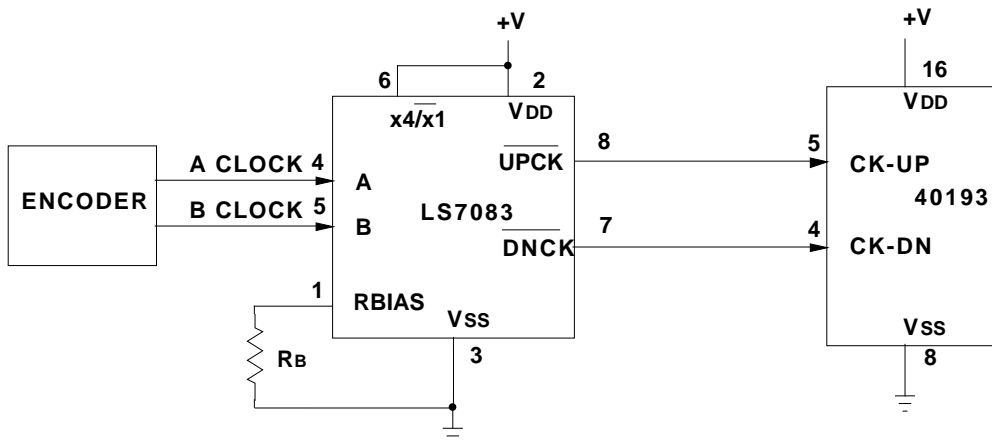 +V
+V
6
2
16
x4/x1
VDD
VDD
A CLOCK 4
UPCK
8
5
CK-UP
ENCODER
A
40193
B CLOCK 5
B
LS7083
7
4
DNCK
CK-DN
1
RBIAS
VSS
VSS
RB
3
8